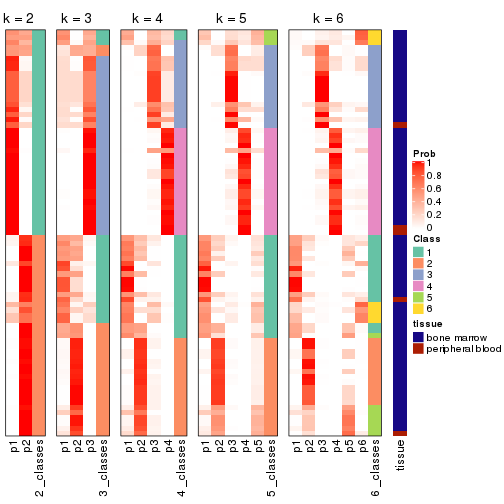 k = 2
k = 3
k = 4
k = 5
k = 6
Prob
1
0.8
0.6
0.4
0.2
0
Class
1
2
3
4
5
6
tissue
bone marrow
peripheral blood
p1
p2
2_classes
p1
p2
p3
3_classes
p1
p2
p3
p4
4_classes
p1
p2
p3
p4
p5
5_classes
p1
p2
p3
p4
p5
p6
6_classes
tissue